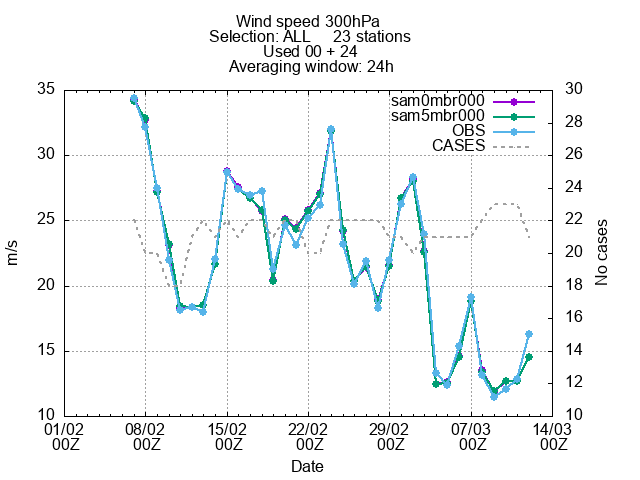 Wind speed 300hPa
Selection: ALL 23 stations
Used 00 + 24
Averaging window: 24h
sam0mbr000
sam5mbr000
OBS
CASES
35
30
25
20
15
10
m/s
30
28
26
24
22
20
18
16
14
12
10
No cases
01/02 08/02 15/02 22/02 29/02 07/03 14/03
00Z 00Z 00Z 00Z 00Z 00Z 00Z
Date